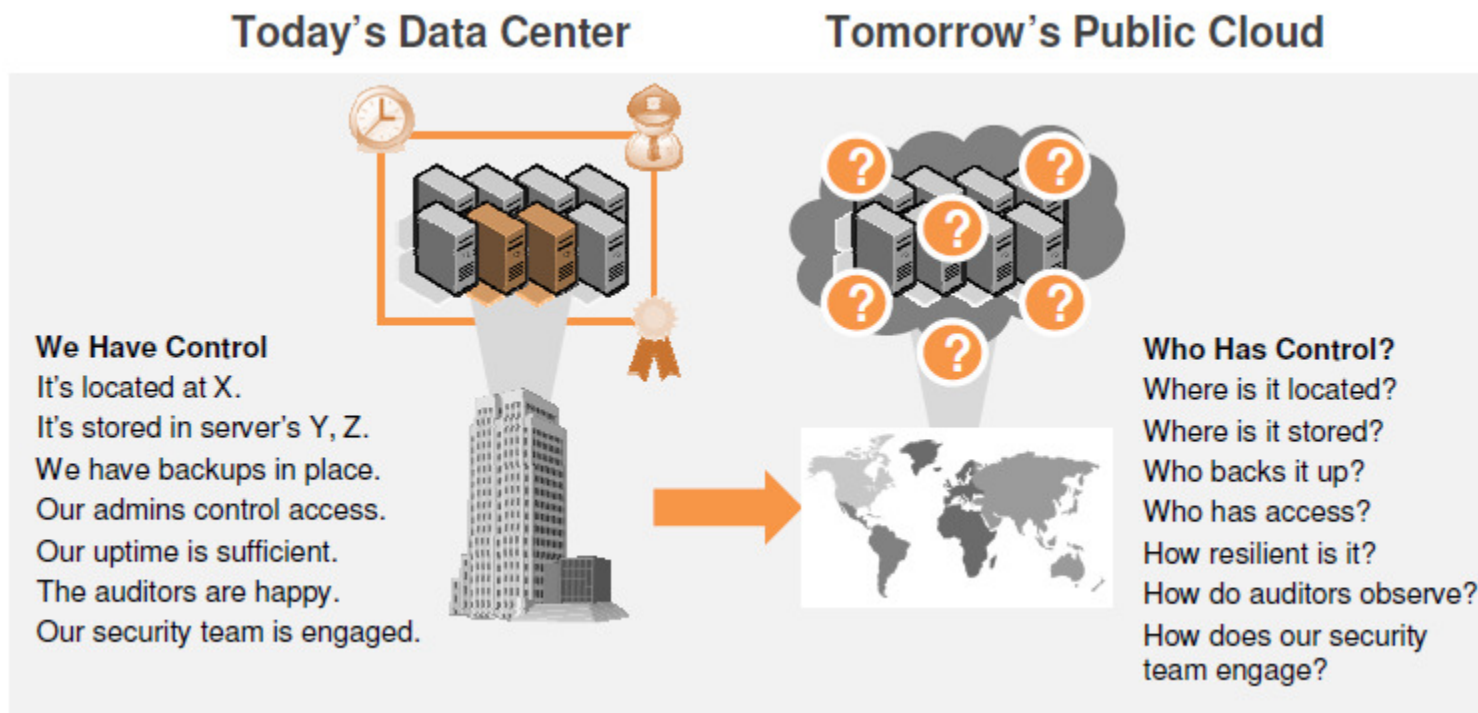 Today's Data Center
Tomorrow's Public Cloud
We Have Control
It's located at X.
It's stored in server's Y, Z.
We have backups in place.
Our admins control access.
Our uptime is sufficient.
The auditors are happy.
Our security team is engaged.
?
?
?
?
?
?
Who Has Control?
Where is it located?
Where is it stored?
Who backs it up?
Who has access?
How resilient is it?
How do auditors observe?
How does our security
team engage?